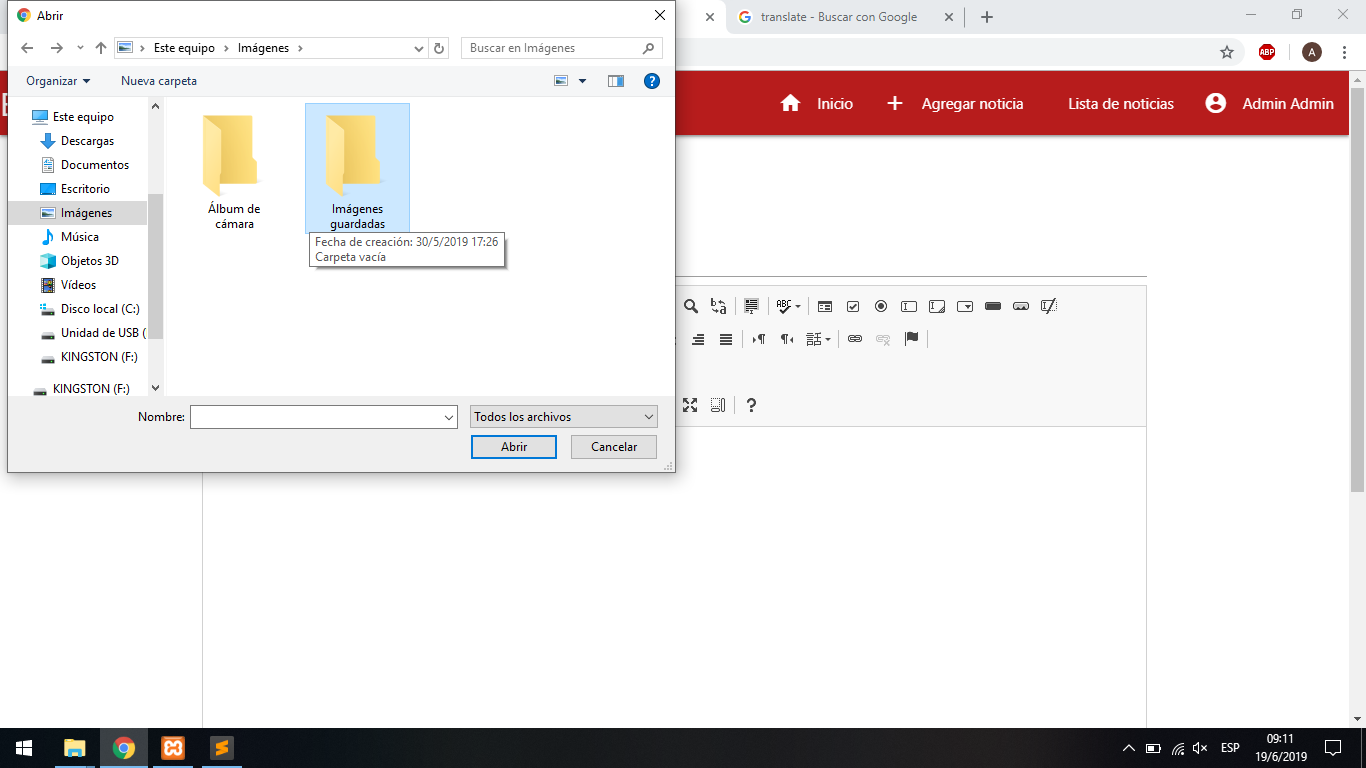 Abrir
translate - Buscar con Google
Este equipo
Imágenes
Buscar en Imágenes
ABP
A
Organizar
Nueva carpeta
?
Inicio
Agregar noticia
Lista de noticias
Admin Admin
Este equipo
Descargas
Documentos
Escritorio
Imágenes
Música
Objetos 3D
Vídeos
Disco local (C:)
Unidad de USB (
KINGSTON (F:)
KINGSTON (F:)
Álbum de
cámara
Imágenes
guardadas
Fecha de creación: 30/5/2019 17:26
Carpeta vacía
ABC
Nombre:
Todos los archivos
Abrir
Cancelar
?
ESP
09:11
19/6/2019